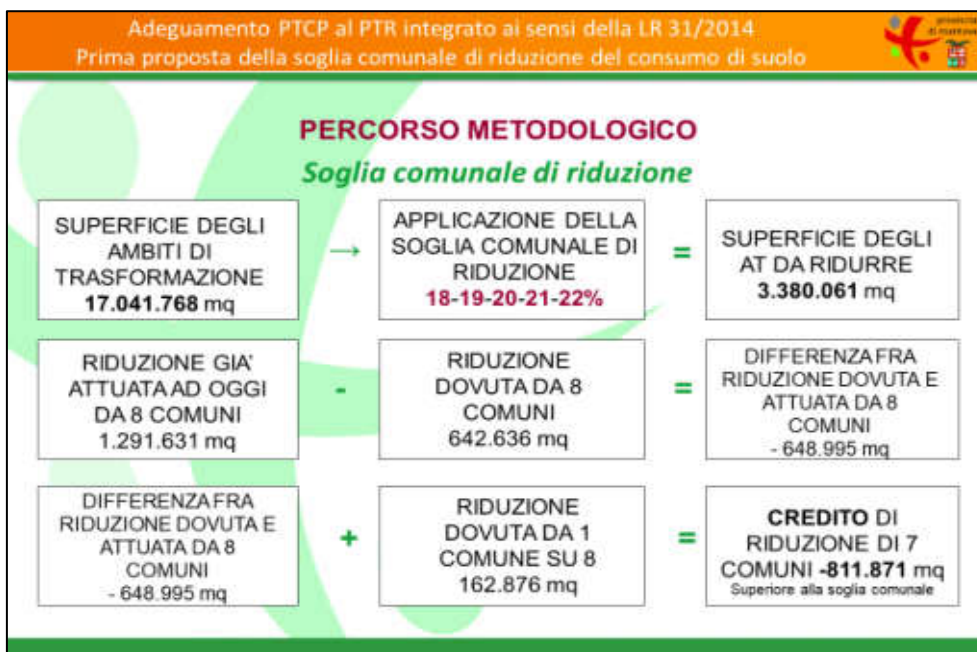 Adeguamento PTCP al PTR integrato ai sensi della LR 31/2014
Prima proposta della soglia comunale di riduzione del consumo di suolo
provincia
di mantova
PERCORSO METODOLOGICO
Soglia comunale di riduzione
SUPERFICIE DEGLI
AMBITI DI
TRASFORMAZIONE
17.041.768 mq
→
APPLICAZIONE DELLA
SOGLIA COMUNALE DI
RIDUZIONE
18-19-20-21-22%
=
SUPERFICIE DEGLI
AT DA RIDURRE
3.380.061 mq
RIDUZIONE GIA'
ATTUATA AD OGGI
DA 8 COMUNI
1.291.631 mq
-
RIDUZIONE
DOVUTA DA 8
COMUNI
642.636 mq
=
DIFFERENZA FRA
RIDUZIONE DOVUTA E
ATTUATA DA 8
COMUNI
- 648.995 mq
DIFFERENZA FRA
RIDUZIONE DOVUTA E
ATTUATA DA 8
COMUNI
- 648.995 mq
+
RIDUZIONE
DOVUTA DA 1
COMUNE SU 8
162.876 mq
=
CREDITO DI
RIDUZIONE DI 7
COMUNI -811.871 mq
Superiore alla soglia comunale